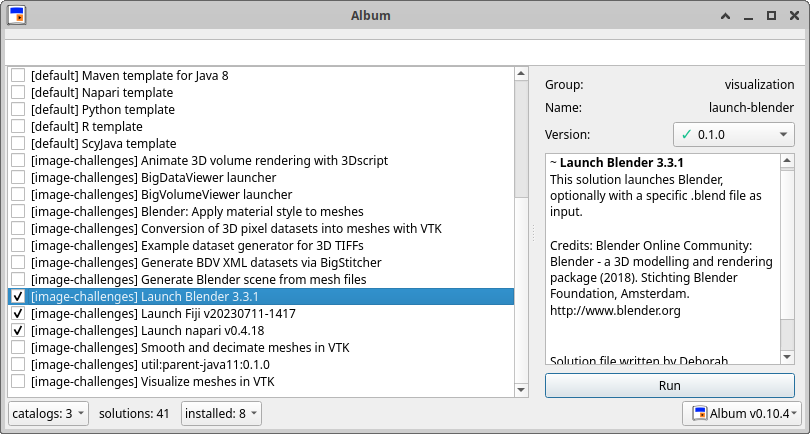 Album
[default] Maven template for Java 8
[default] Napari template
[default] Python template
[default] R template
[default] ScyJava template
[image-challenges] Animate 3D volume rendering with 3Dscript
[image-challenges] BigDataViewer launcher
[image-challenges] BigVolumeViewer launcher
[image-challenges] Blender: Apply material style to meshes
[image-challenges] Conversion of 3D pixel datasets into meshes with VTK
[image-challenges] Example dataset generator for 3D TIFFs
[image-challenges] Generate BDV XML datasets via BigStitcher
[image-challenges] Generate Blender scene from mesh files
[image-challenges] Launch Blender 3.3.1
[image-challenges] Launch Fiji v20230711-1417
[image-challenges] Launch napari v0.4.18
[image-challenges] Smooth and decimate meshes in VTK
[image-challenges] util:parent-java11:0.1.0
[image-challenges] Visualize meshes in VTK
Group: visualization
Name: launch-blender
Version: ✓ 0.1.0
~ Launch Blender 3.3.1
This solution launches Blender,
optionally with a specific .blend file as
input.
Credits: Blender Online Community:
Blender - a 3D modelling and rendering
package (2018). Stichting Blender
Foundation, Amsterdam.
http://www.blender.org
Solution file written by Deborah
Run
catalogs: 3 solutions: 41 installed: 8 Album v0.10.4